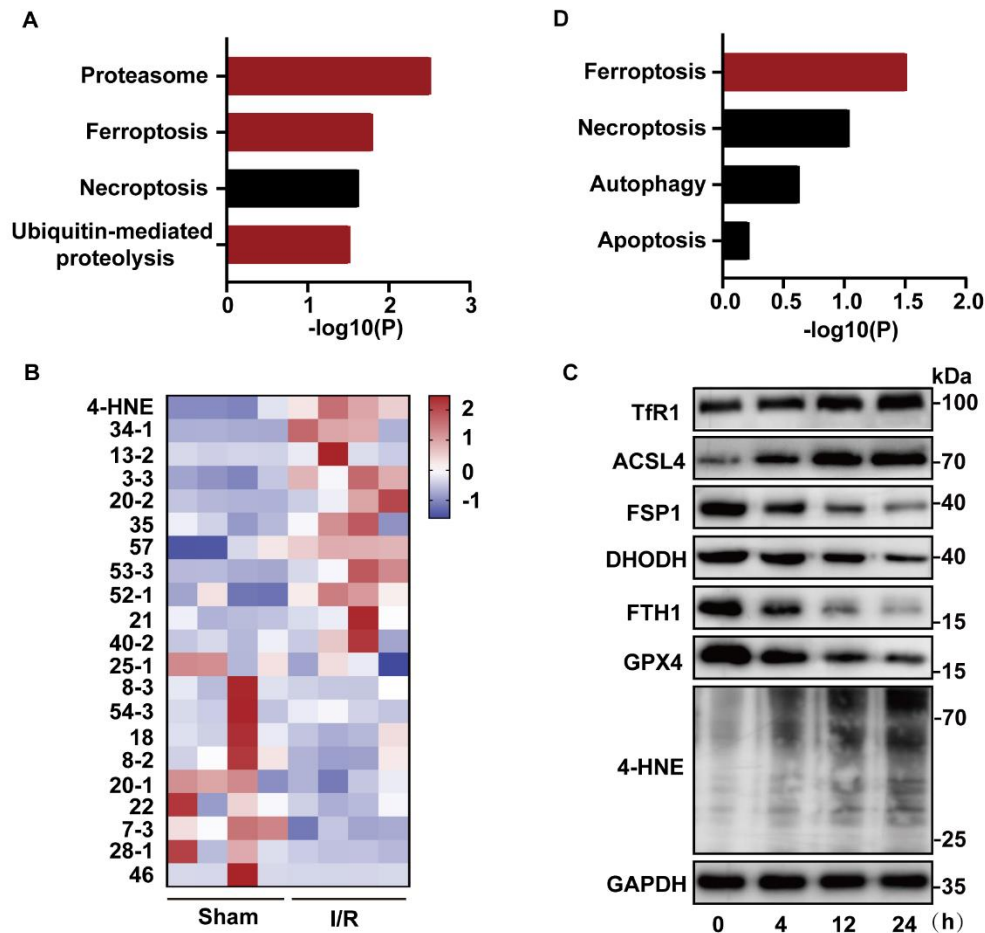 A
Proteasome
Ferroptosis
Necroptosis
Ubiquitin-mediated
proteolysis
0 1 2 3
-log10(P)
D
Ferroptosis
Necroptosis
Autophagy
Apoptosis
0.0 0.5 1.0 1.5 2.0
-log10(P)
B
4-HNE
34-1
13-2
3-3
20-2
35
57
53-3
52-1
21
40-2
25-1
8-3
54-3
18
8-2
20-1
22
7-3
28-1
46
2
1
0
-1
Sham I/R
C
kDa
TfR1 -100
ACSL4 -70
FSP1 -40
DHODH -40
FTH1 -15
GPX4 -15
-70
4-HNE
-25
GAPDH -35
0 4 12 24 (h)